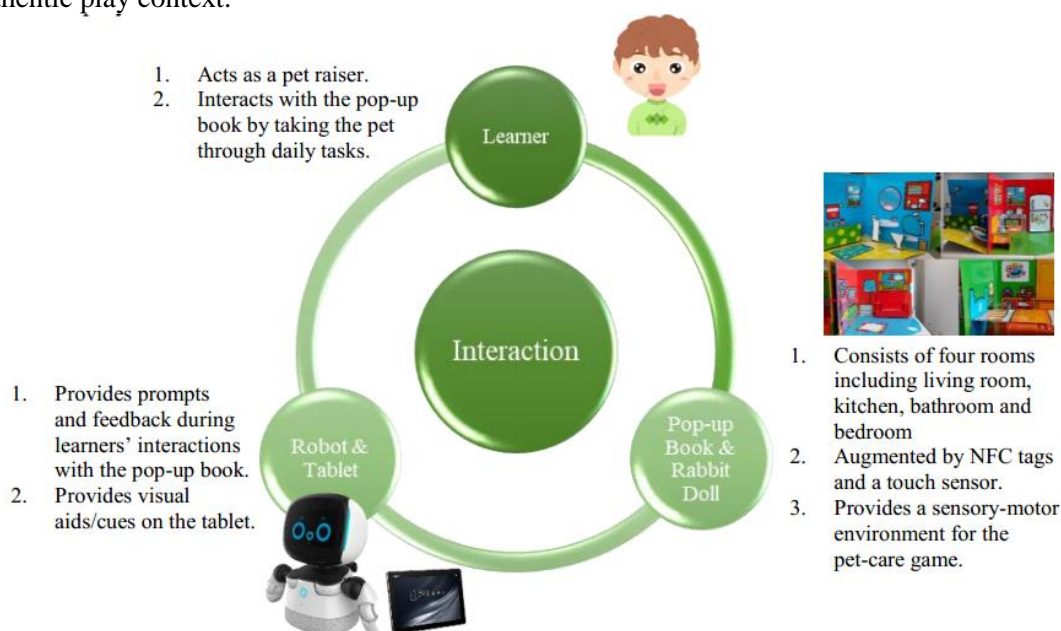 play context.
1. Acts as a pet raiser.
2. Interacts with the pop-up
book by taking the pet
through daily tasks.
Learner
Interaction
1. Provides prompts
and feedback during
learners’ interactions
with the pop-up book.
2. Provides visual
aids/cues on the tablet.
Robot &
Tablet
Pop-up
Book &
Rabbit
Doll
1. Consists of four rooms
including living room,
kitchen, bathroom and
bedroom
2. Augmented by NFC tags
and a touch sensor.
3. Provides a sensory-motor
environment for the
pet-care game.